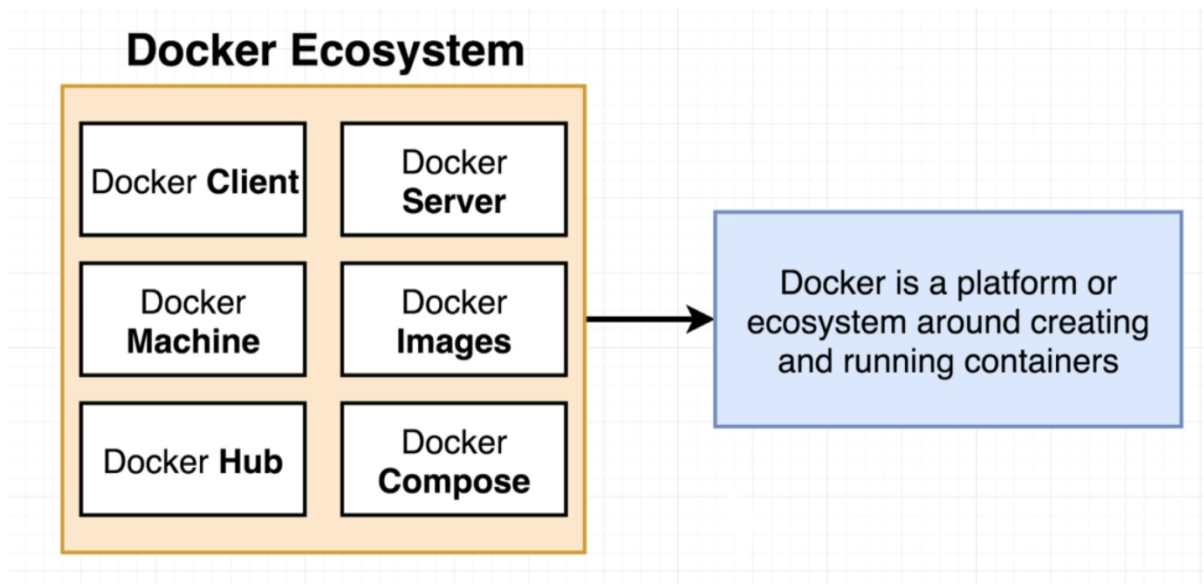 Docker Ecosystem
Docker Client
Docker
Server
Docker
Machine
Docker
Images
Docker Hub
Docker
Compose
Docker is a platform or
ecosystem around creating
and running containers